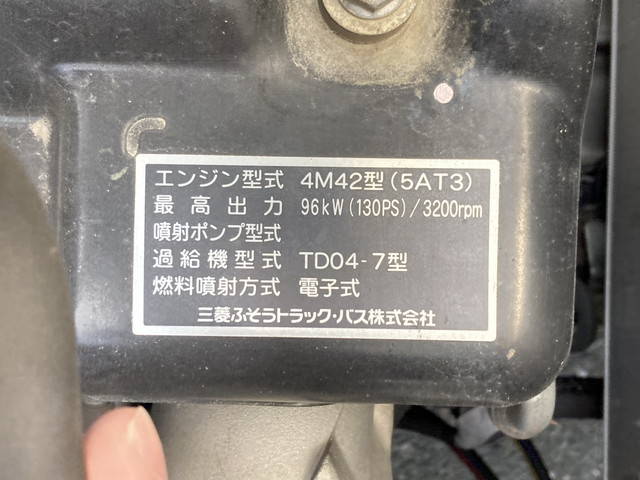 エンジン型式 4M42型(5AT3)
最高出力 96kW(130PS)/3200rpm
噴射ポンプ型式
過給機型式 TD04-7型
燃料噴射方式 電子式
三菱ふそうトラック・バス株式会社